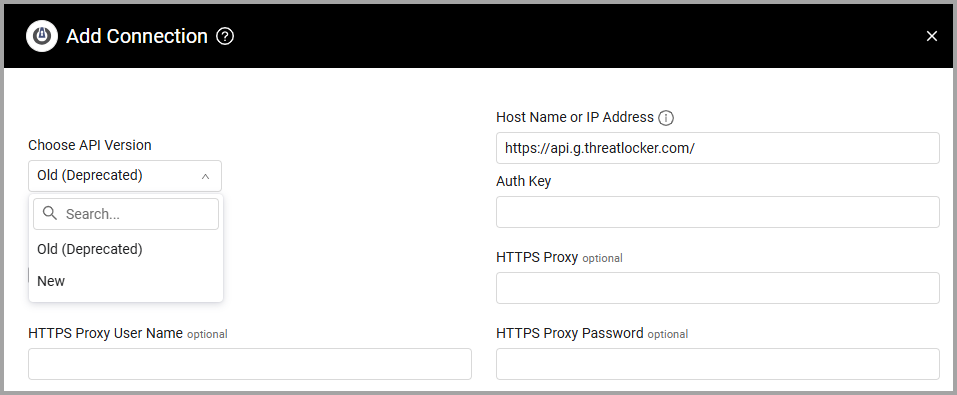 Add Connection
Choose API Version
Old (Deprecated)
Search...
Old (Deprecated)
New
Host Name or IP Address
https://api.g.threatlocker.com/
Auth Key
HTTPS Proxy optional
HTTPS Proxy User Name optional
HTTPS Proxy Password optional